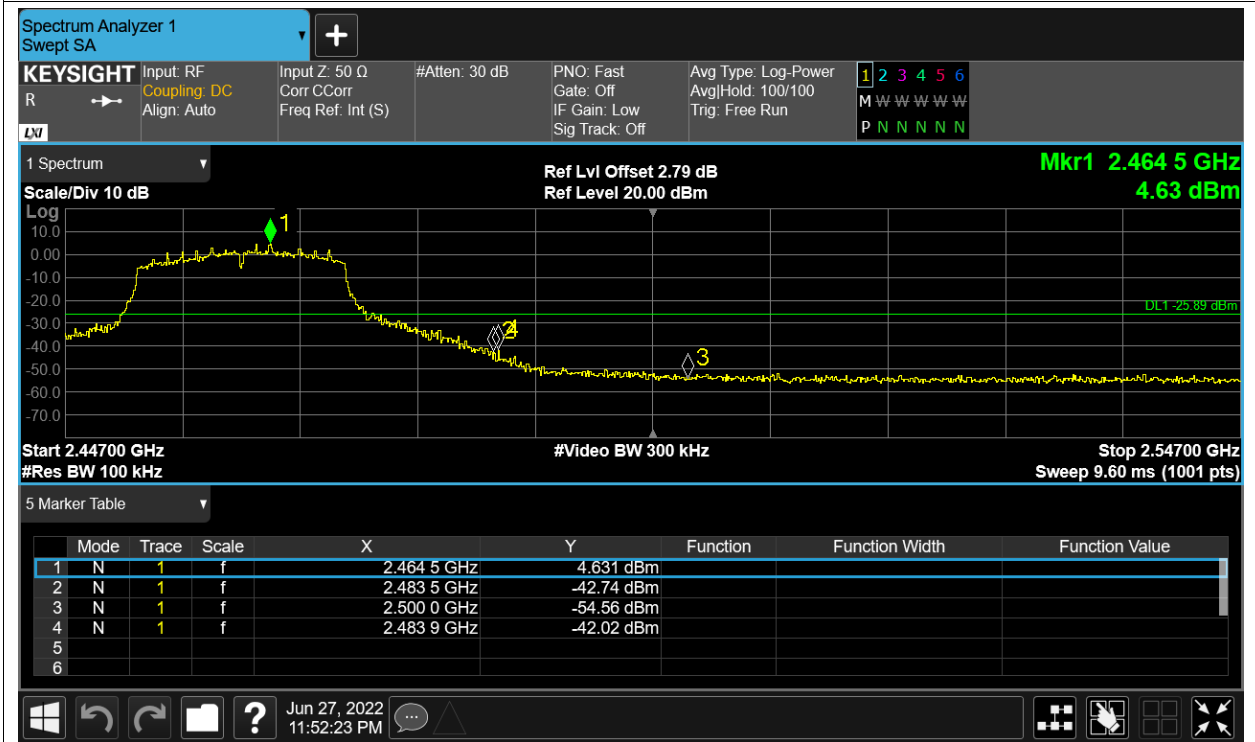 Spectrum Analyzer 1
Swept SA
+
KEYSIGHT Input: RF Input Z: 50 Ω #Atten: 30 dB PNO: Fast Avg Type: Log-Power 1 2 3 4 5 6
R Coupling: DC Corr CCorr Gate: Off Avg|Hold: 100/100 M W W W W W
Align: Auto Freq Ref: Int (S) IF Gain: Low Trig: Free Run
LXI Sig Track: Off P N N N N N
1 Spectrum Ref Lvl Offset 2.79 dB Mkr1 2.464 5 GHz
Scale/Div 10 dB Ref Level 20.00 dBm 4.63 dBm
Log
10.0
0.00
-10.0
-20.0
-30.0
-40.0
-50.0
-60.0
-70.0
1
DL1 -25.89 dBm
2 4
3
Start 2.44700 GHz #Video BW 300 kHz Stop 2.54700 GHz
#Res BW 100 kHz Sweep 9.60 ms (1001 pts)
5 Marker Table
Mode Trace Scale X Y Function Function Width Function Value
1 N 1 f 2.464 5 GHz 4.631 dBm
2 N 1 f 2.483 5 GHz -42.74 dBm
3 N 1 f 2.500 0 GHz -54.56 dBm
4 N 1 f 2.483 9 GHz -42.02 dBm
5
6
? Jun 27, 2022
11:52:23 PM